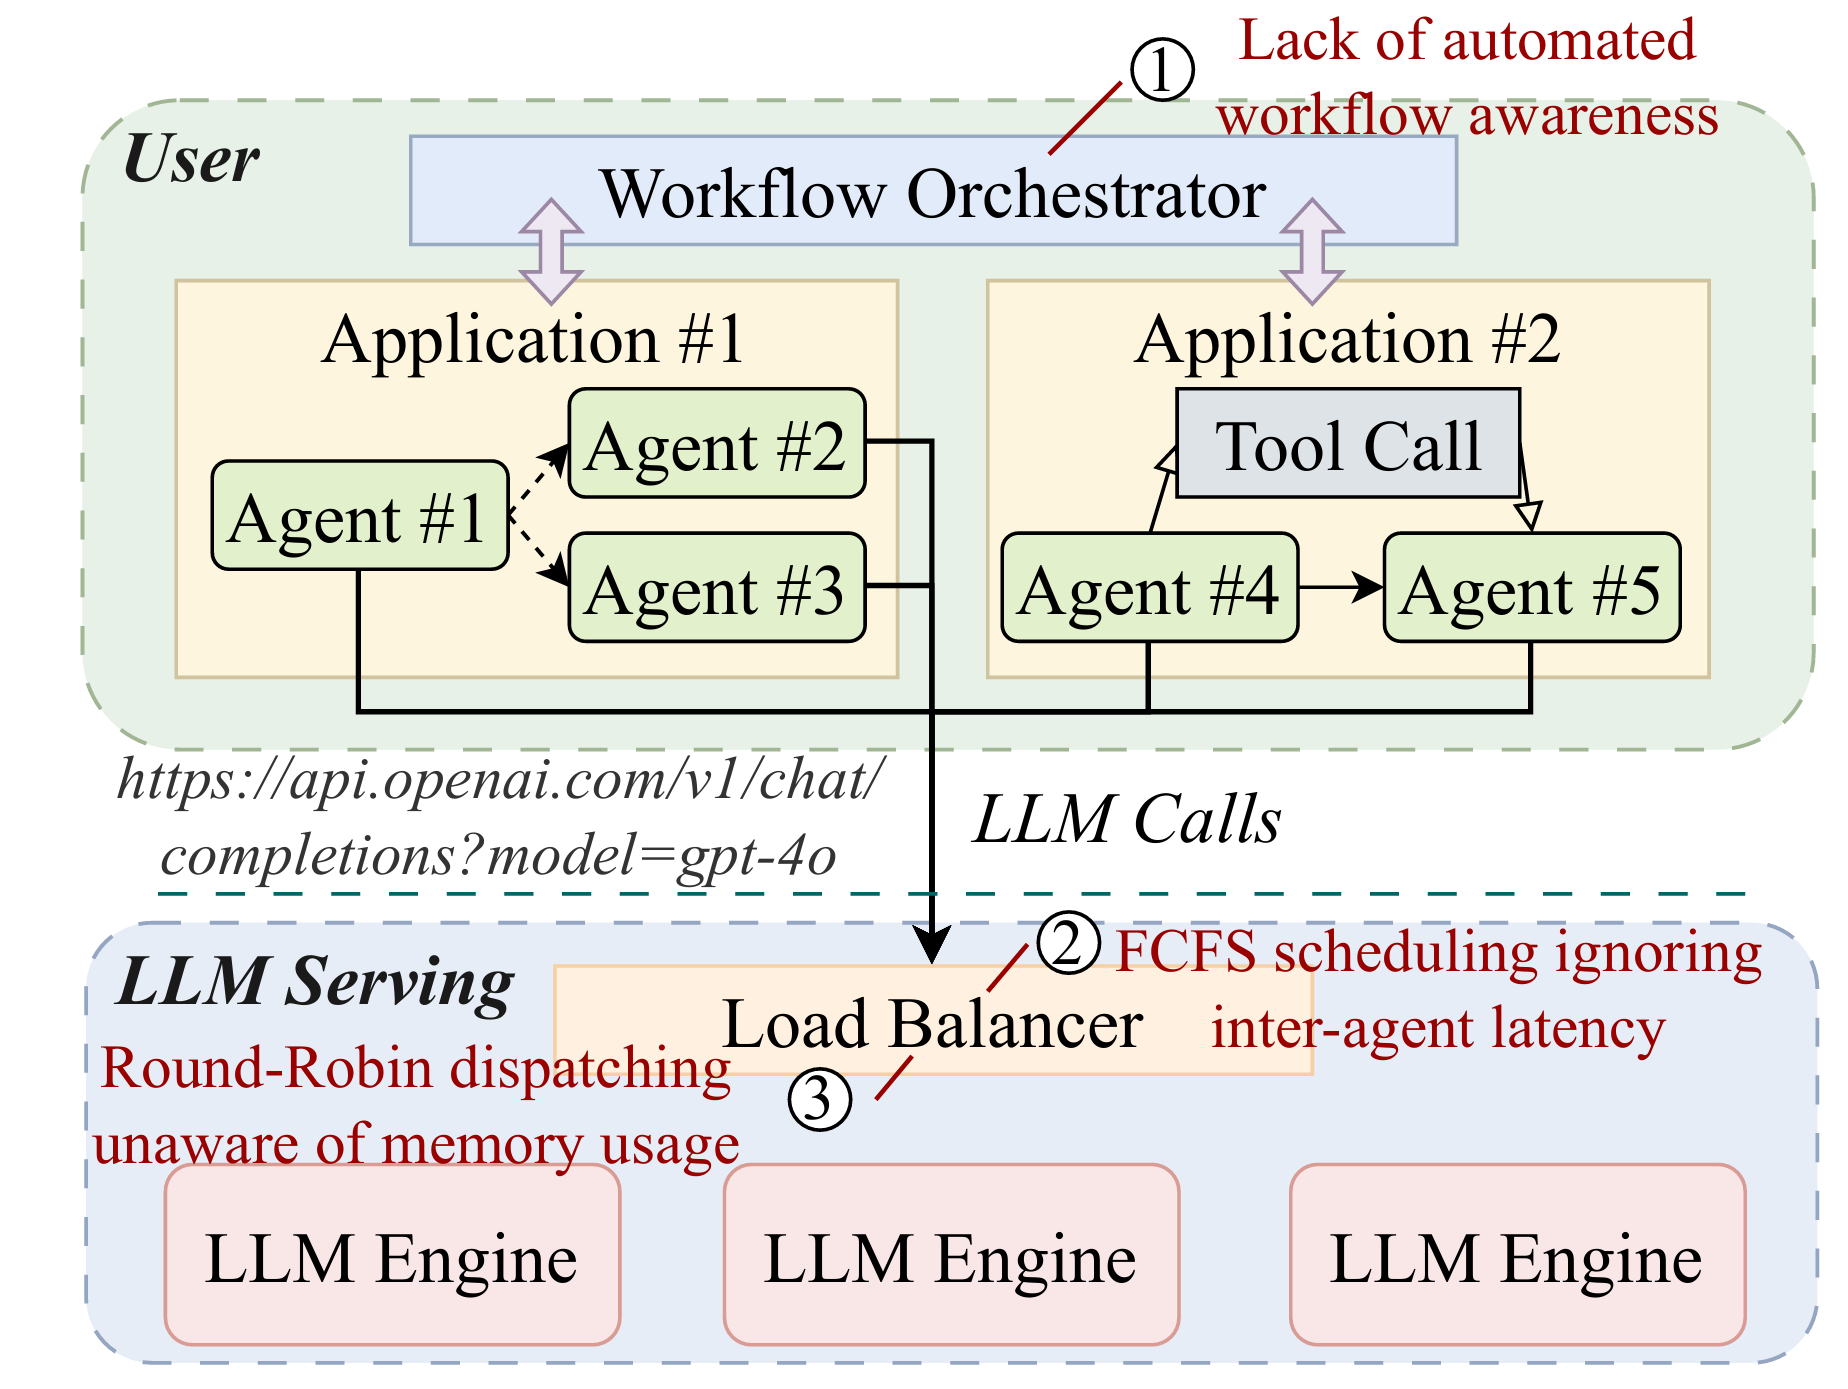 ① Lack of automated
workflow awareness
User
Workflow Orchestrator
Application #1
Agent #1
Agent #2
Agent #3
Application #2
Tool Call
Agent #4
Agent #5
https://api.openai.com/v1/chat/
completions?model=gpt-4o
LLM Calls
LLM Serving
② FCFS scheduling ignoring
inter-agent latency
Load Balancer
Round-Robin dispatching
unaware of memory usage
③
LLM Engine
LLM Engine
LLM Engine